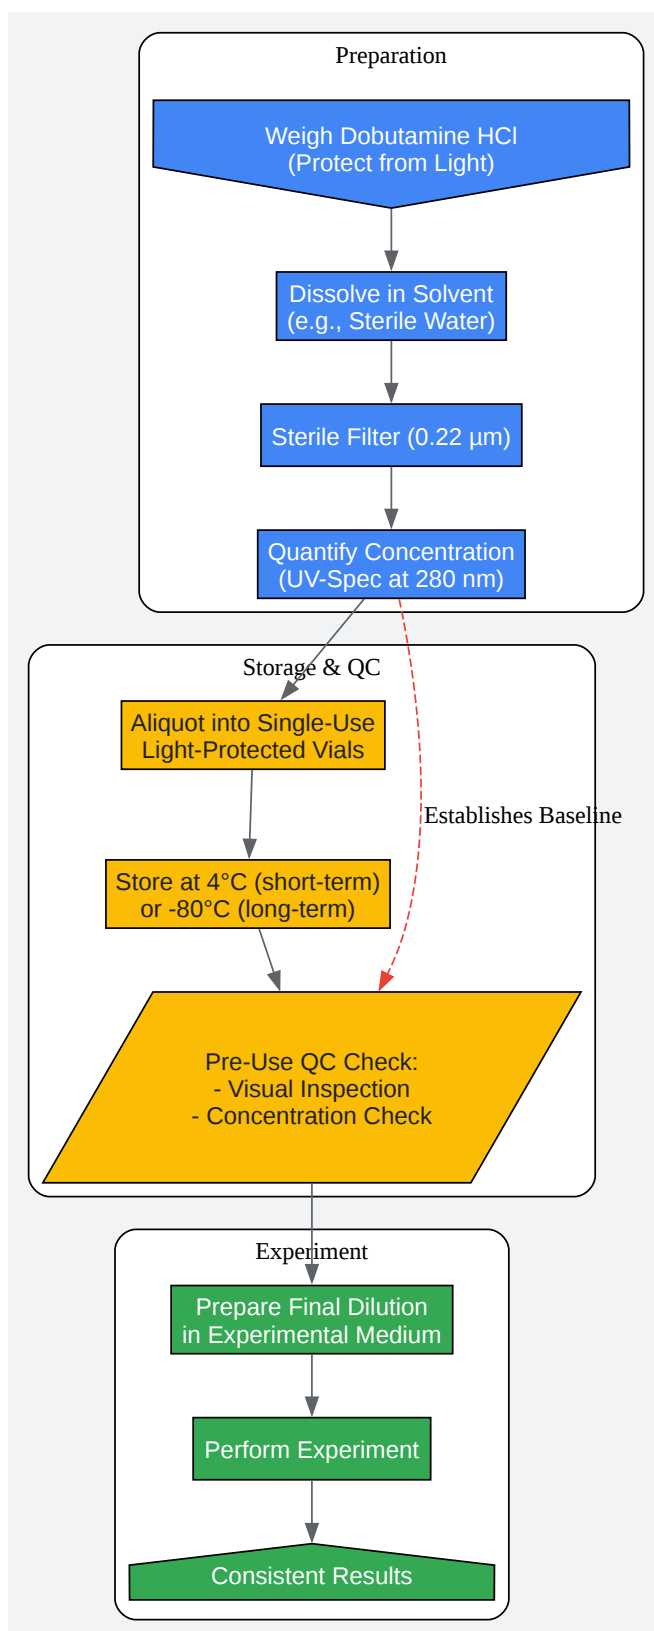 Preparation
Weigh Dobutamine HCl
(Protect from Light)
Dissolve in Solvent
(e.g., Sterile Water)
Sterile Filter (0.22 µm)
Quantify Concentration
(UV-Spec at 280 nm)
Storage & QC
Aliquot into Single-Use
Light-Protected Vials
Establishes Baseline
Store at 4°C (short-term)
or -80°C (long-term)
Pre-Use QC Check:
- Visual Inspection
- Concentration Check
Experiment
Prepare Final Dilution
in Experimental Medium
Perform Experiment
Consistent Results